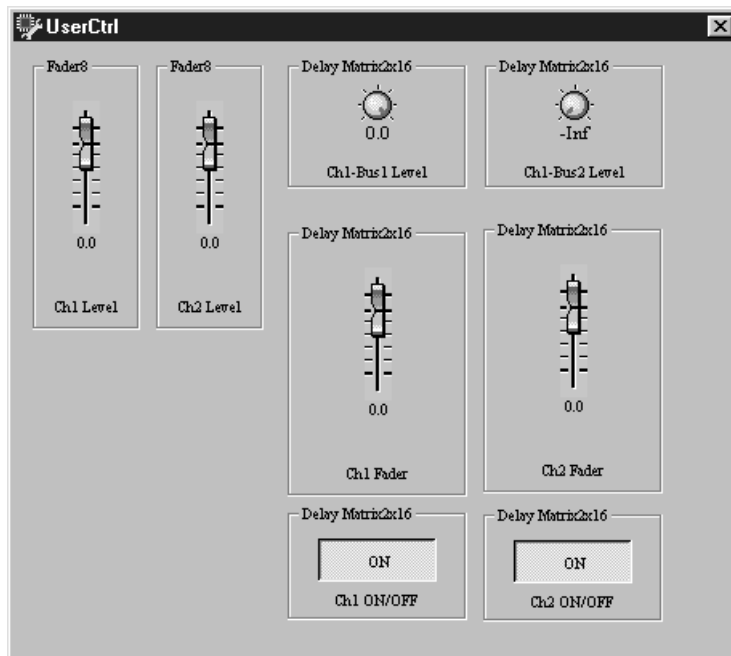 UserCtrl
Fader8
Fader8
Delay Matrix2x16
Delay Matrix2x16
0.0
-Inf
Ch1-Bus1 Level
Ch1-Bus2 Level
0.0
0.0
Ch1 Level
Ch2 Level
Delay Matrix2x16
Delay Matrix2x16
0.0
0.0
Ch1 Fader
Ch2 Fader
Delay Matrix2x16
Delay Matrix2x16
ON
ON
Ch1 ON/OFF
Ch2 ON/OFF